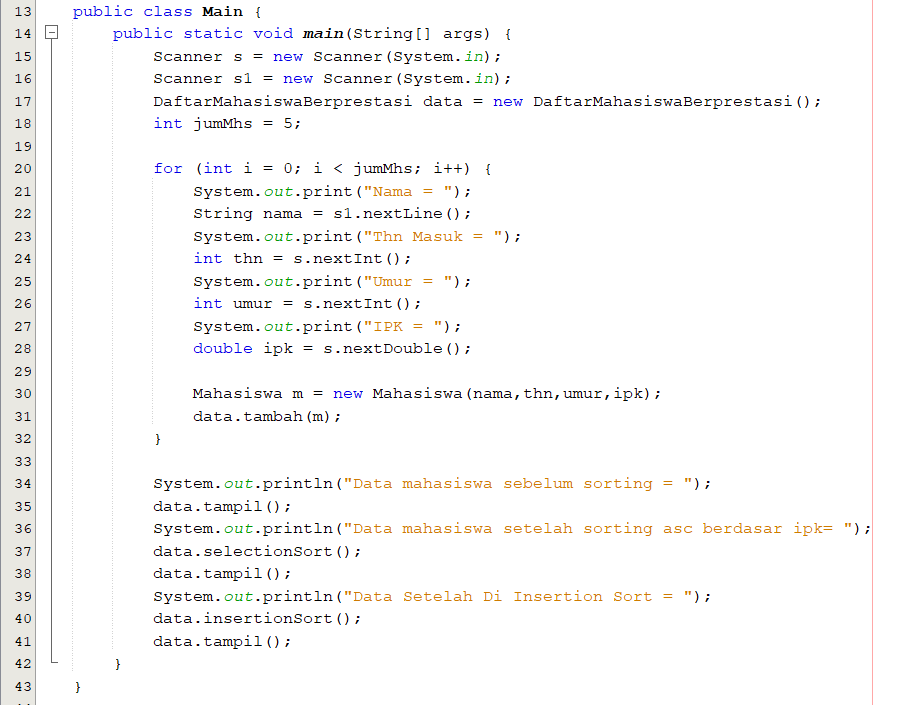 13 public class Main {
14 public static void main(String[] args) {
15 Scanner s = new Scanner(System.in);
16 Scanner s1 = new Scanner(System.in);
17 DaftarMahasiswaBerprestasi data = new DaftarMahasiswaBerprestasi();
18 int jumMhs = 5;
19
20 for (int i = 0; i < jumMhs; i++) {
21 System.out.print("Nama = ");
22 String nama = s1.nextLine();
23 System.out.print("Thn Masuk = ");
24 int thn = s.nextInt();
25 System.out.print("Umur = ");
26 int umur = s.nextInt();
27 System.out.print("IPK = ");
28 double ipk = s.nextDouble();
29
30 Mahasiswa m = new Mahasiswa(nama,thn,umur,ipk);
31 data.tambah(m);
32 }
33
34 System.out.println("Data mahasiswa sebelum sorting = ");
35 data.tampil();
36 System.out.println("Data mahasiswa setelah sorting asc berdasar ipk= ");
37 data.selectionSort();
38 data.tampil();
39 System.out.println("Data Setelah Di Insertion Sort = ");
40 data.insertionSort();
41 data.tampil();
42 }
43 }